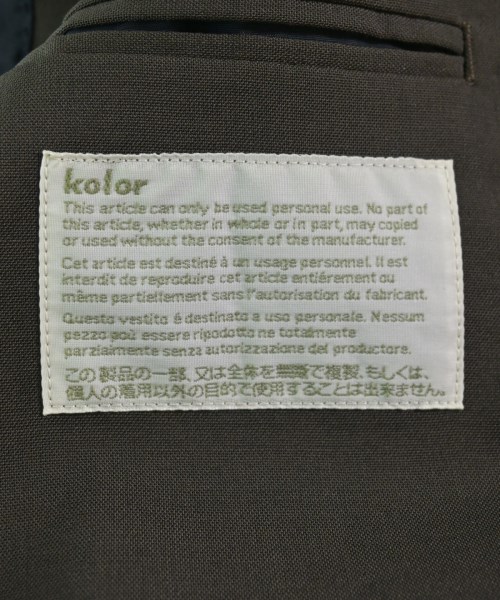 kolor
This article can only be used personal use. No part of
this article, whether in whole or in part, may copied
or used without the consent of the manufacturer.
Cet article est destiné à un usage personnel. Il est
interdit de reproduire cet article entiérement ou
même partiellement sans l'autorisation du fabricant.
Questo vestito é destinato a uso personale. Nessum
pezzo poù essere ripodotto ne totalmente
parzialmente senza autorizzazione del productore.
この製品の一部、又は全体を無断で複製、もしくは、
個人の着用以外の目的で使用することは出来ません。